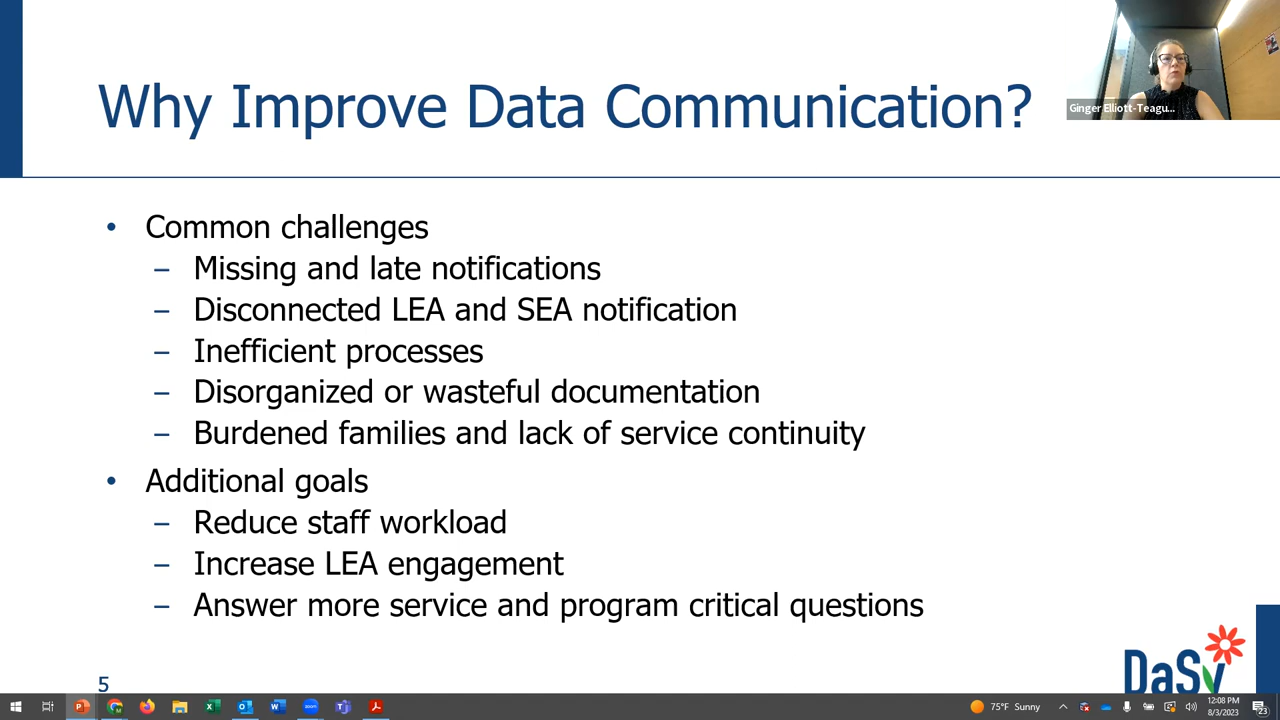 Why Improve Data Communication?
Ginger Elliott-Teagu...
• Common challenges
– Missing and late notifications
– Disconnected LEA and SEA notification
– Inefficient processes
– Disorganized or wasteful documentation
– Burdened families and lack of service continuity
• Additional goals
– Reduce staff workload
– Increase LEA engagement
– Answer more service and program critical questions
DaSy
5
75°F Sunny
12:08 PM
8/3/2023
23